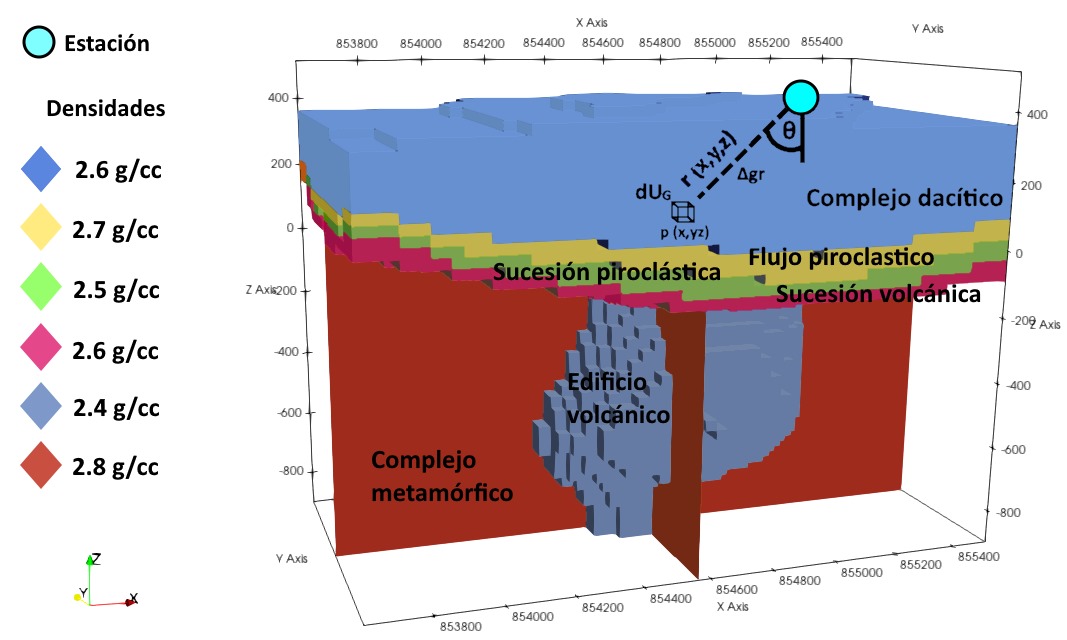 Estación
Densidades
2.6 g/cc
2.7 g/cc
2.5 g/cc
2.6 g/cc
2.4 g/cc
2.8 g/cc
X Axis
Y Axis
853800 854000 854200 854400 854600 854800 855000 855200 855400
400
200
0
-200
-400
-600
-800
Z Axis
400
200
0
-200
-400
-600
-800
Z Axis
θ
r (x,y,z)
Δgr
dUG
p (x,yz)
Complejo dacítico
Flujo piroclastico
Sucesión piroclástica
Sucesión volcánica
Edificio
volcánico
Complejo
metamórfico
Y Axis
853800 854000 854200 854400 854600 854800 855000 855200 855400
X Axis
Z
Y
X